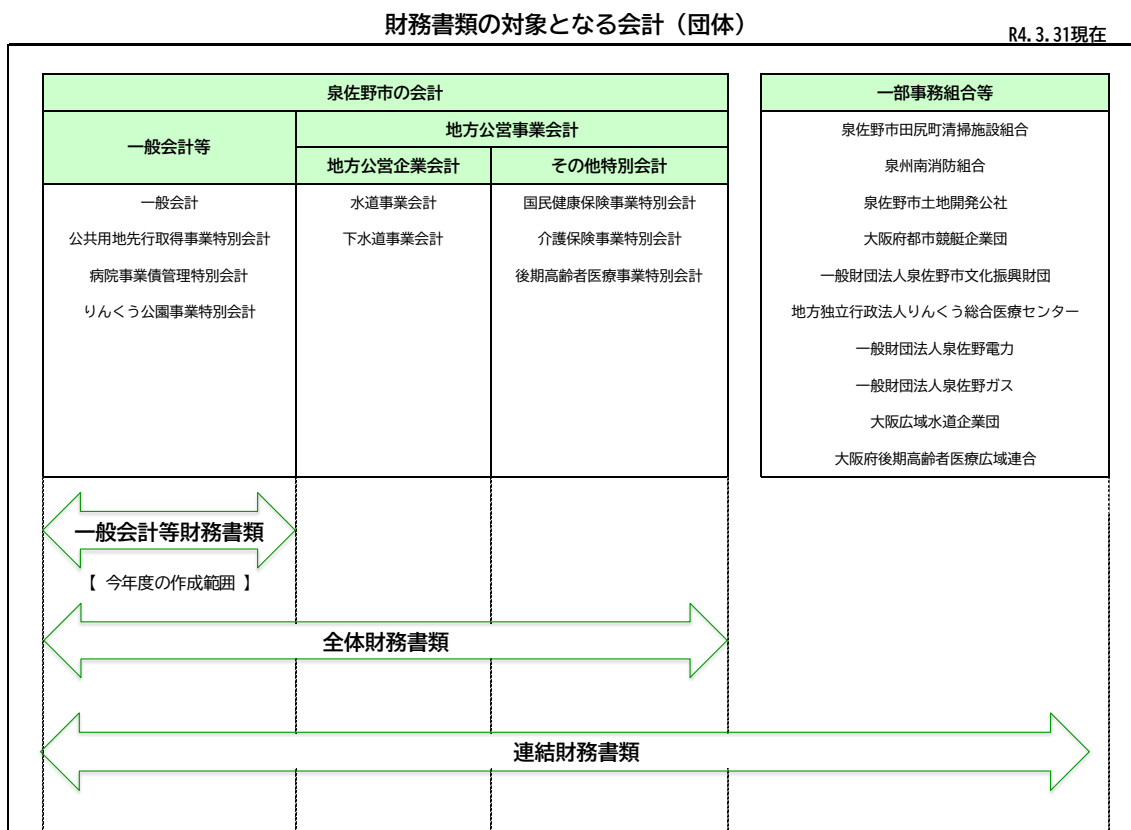 財務書類の対象となる会計（団体）
R4.3.31現在
泉佐野市の会計
一般会計等
地方公営事業会計
地方公営企業会計
その他特別会計
一般会計
公共用地先行取得事業特別会計
病院事業債管理特別会計
りんくう公園事業特別会計
水道事業会計
下水道事業会計
国民健康保険事業特別会計
介護保険事業特別会計
後期高齢者医療事業特別会計
一部事務組合等
泉佐野市田尻町清掃施設組合
泉州南消防組合
泉佐野市土地開発公社
大阪府都市競艇企業団
一般財団法人泉佐野市文化振興財団
地方独立行政法人りんくう総合医療センター
一般財団法人泉佐野電力
一般財団法人泉佐野ガス
大阪広域水道企業団
大阪府後期高齢者医療広域連合
一般会計等財務書類
【 今年度の作成範囲 】
全体財務書類
連結財務書類